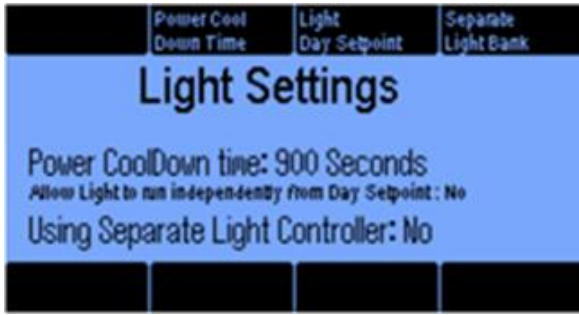 Power Cool Down Time
Light Day Setpoint
Separate Light Bank
Light Settings
Power CoolDown time: 900 Seconds
Allow Light to run independently from Day Setpoint : No
Using Separate Light Controller: No